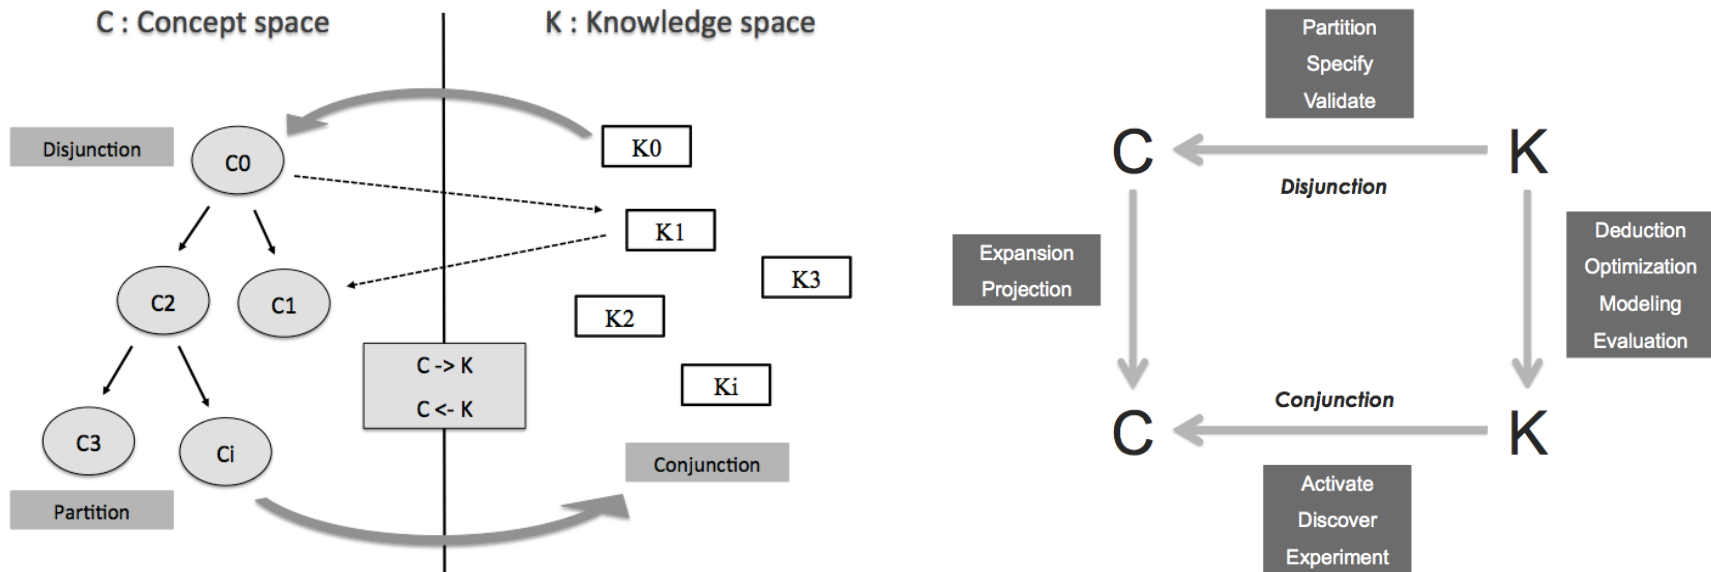 C : Concept space
K : Knowledge space
Disjunction
C0
K0
K1
C2
C1
K2
K3
C -> K
C <- K
Ki
C3
Ci
Conjunction
Partition
Partition
Specify
Validate
C
K
Disjunction
Expansion
Projection
Deduction
Optimization
Modeling
Evaluation
Conjunction
C
K
Activate
Discover
Experiment